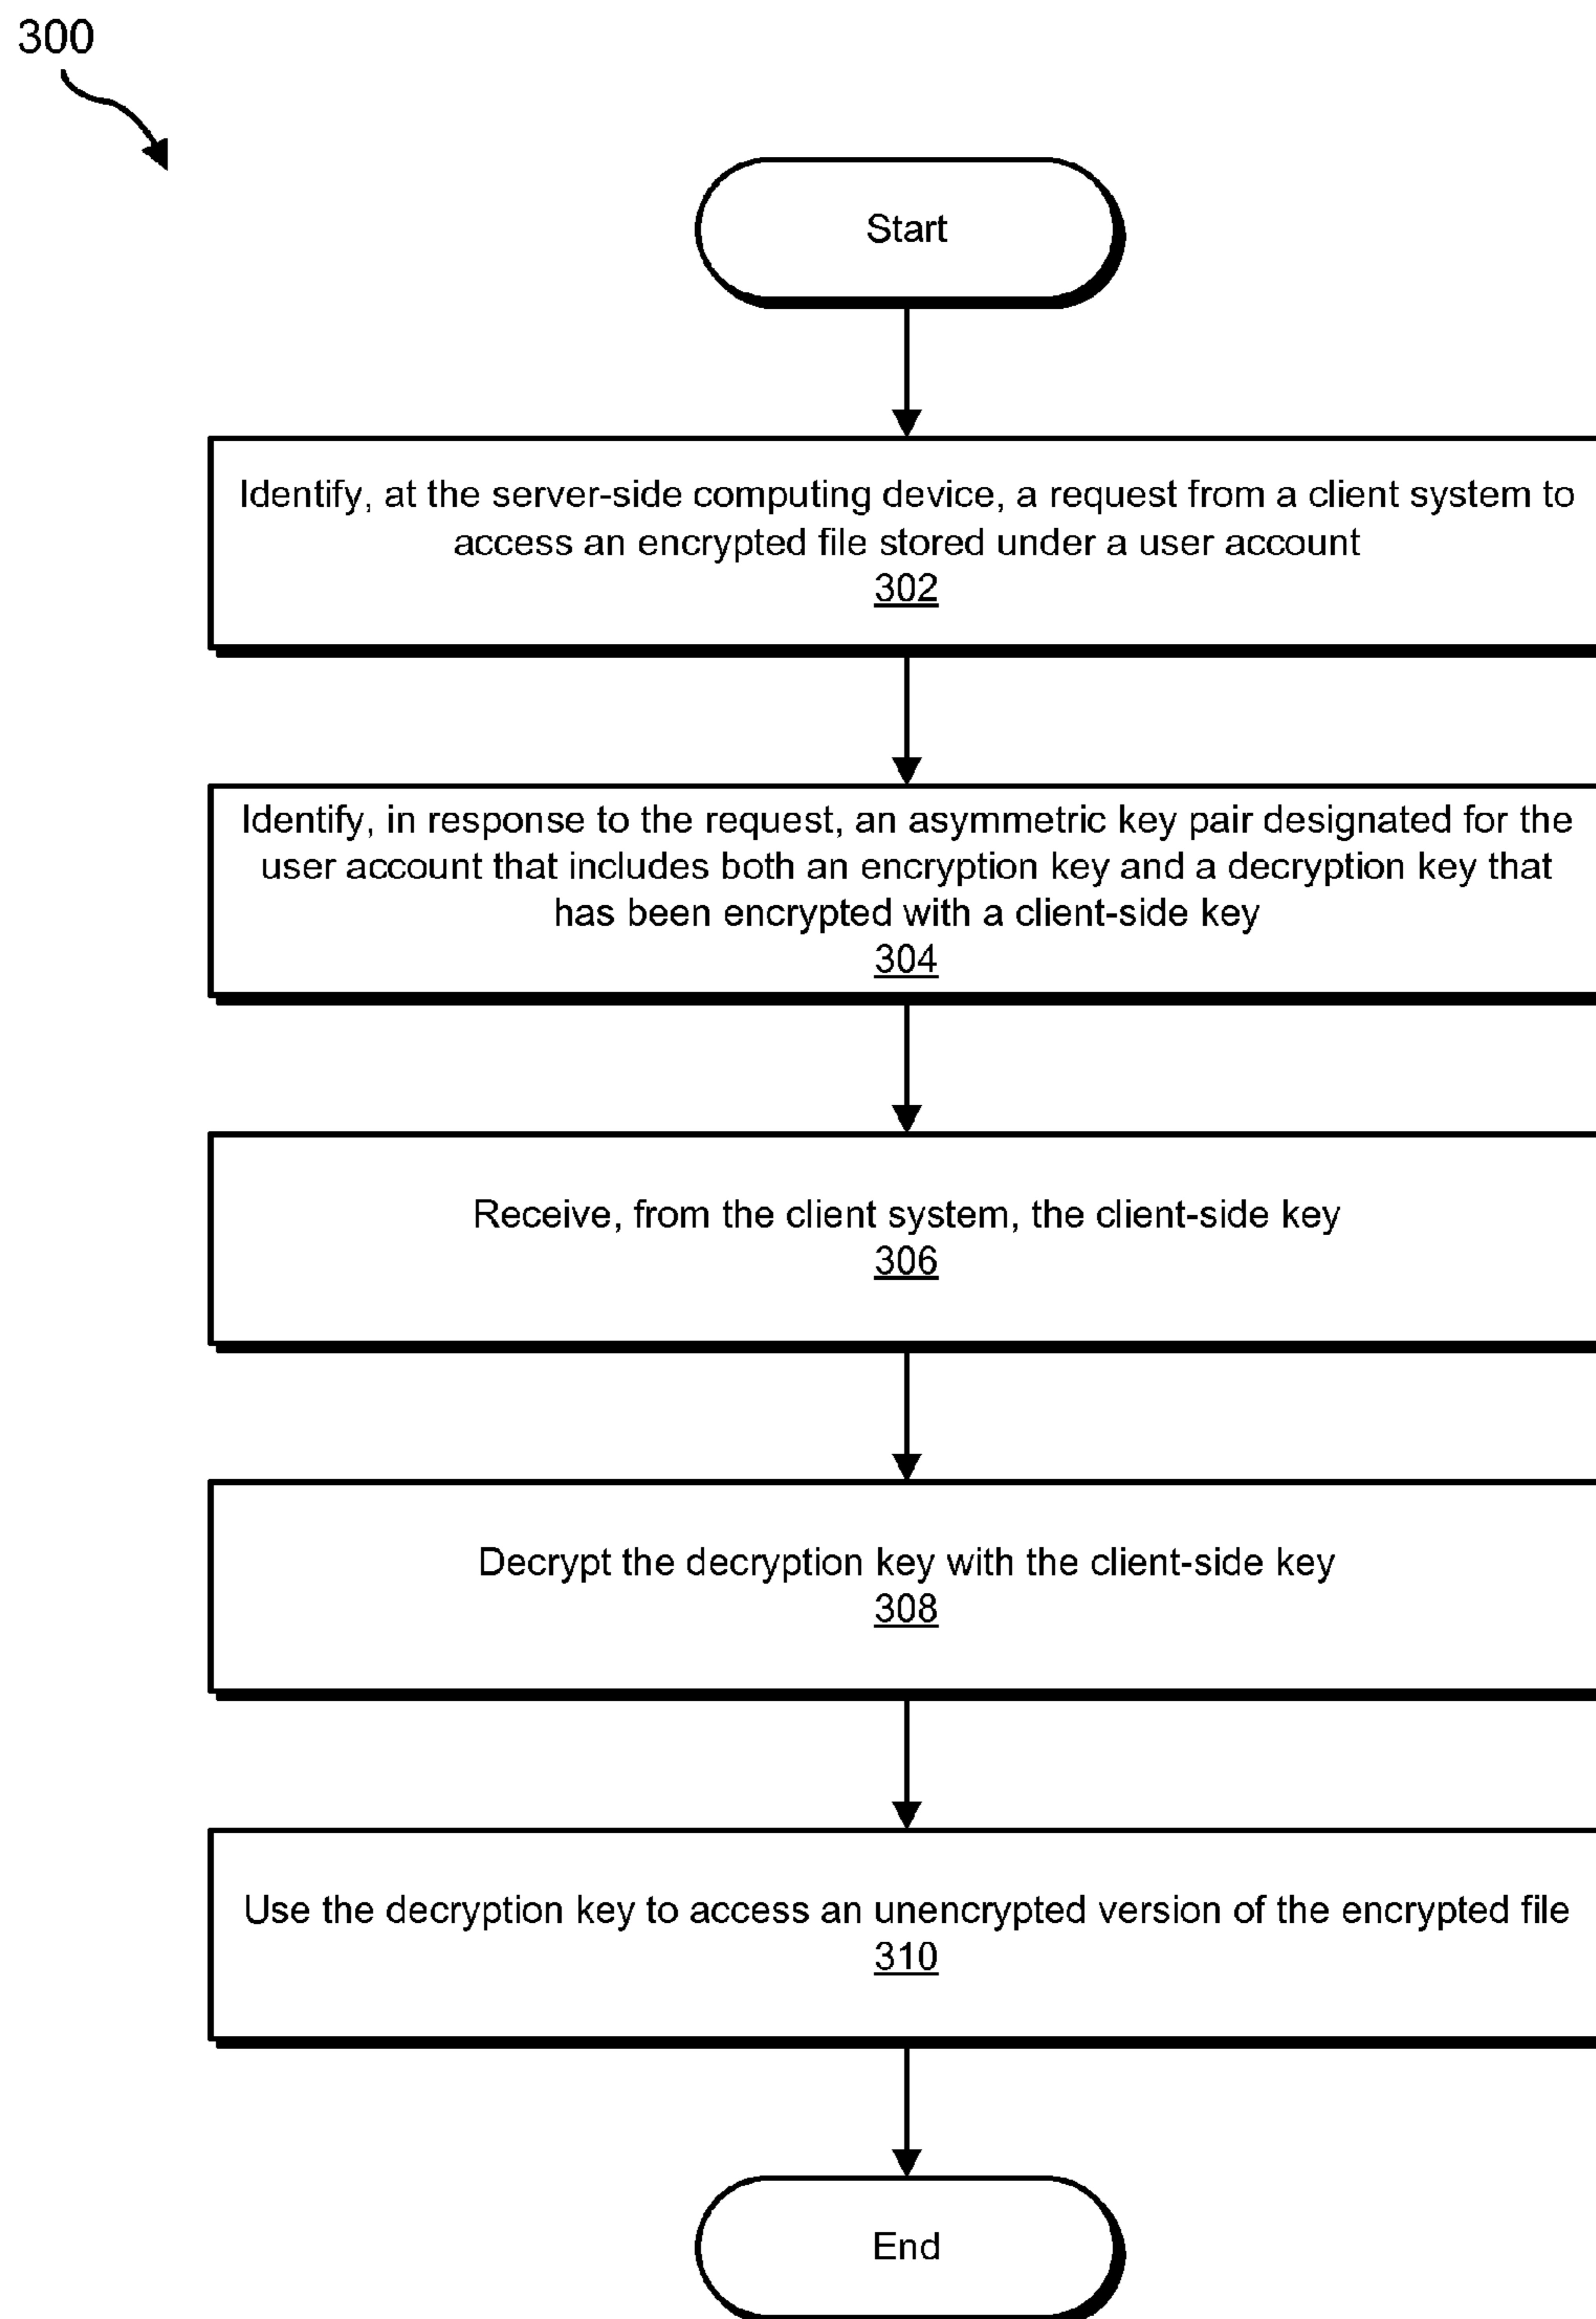 300
Start
Identify, at the server-side computing device, a request from a client system to
access an encrypted file stored under a user account
302
Identify, in response to the request, an asymmetric key pair designated for the
user account that includes both an encryption key and a decryption key that
has been encrypted with a client-side key
304
Receive, from the client system, the client-side key
306
Decrypt the decryption key with the client-side key
308
Use the decryption key to access an unencrypted version of the encrypted file
310
End